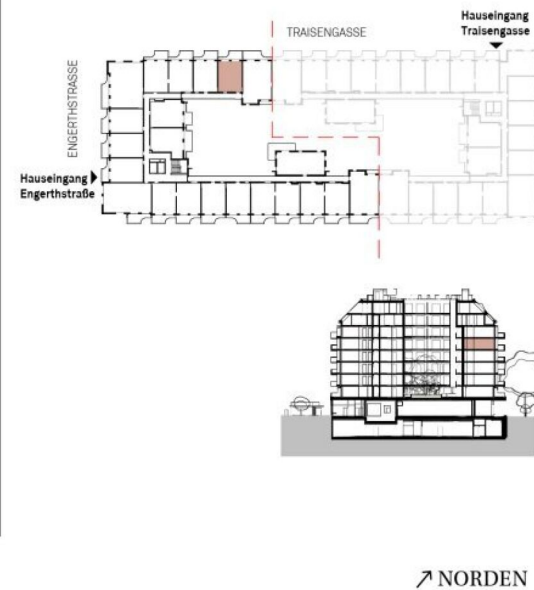 Hauseingang
Traisengasse
TRAISENGASSE
ENGERTHSTRASSE
Hauseingang
Engerthstraße
NORDEN